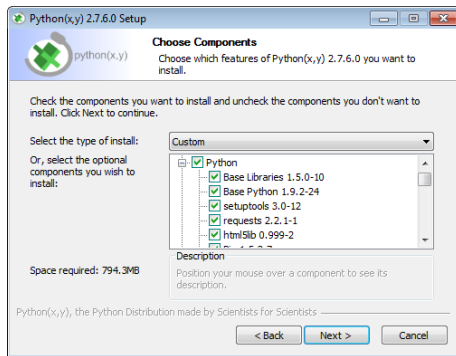 Python(x,y) 2.7.6.0 Setup
python(x,y)
Choose Components
Choose which features of Python(x,y) 2.7.6.0 you want to
install.
Check the components you want to install and uncheck the components you don't want to
install. Click Next to continue.
Select the type of install:
Custom
Or, select the optional
components you wish to
install:
Python
Base Libraries 1.5.0-10
Base Python 1.9.2-24
setuptools 3.0-12
requests 2.2.1-1
html5lib 0.999-2
Space required: 794.3MB
Description
Position your mouse over a component to see its
description.
Python(x,y), the Python Distribution made by Scientists for Scientists
< Back
Next >
Cancel